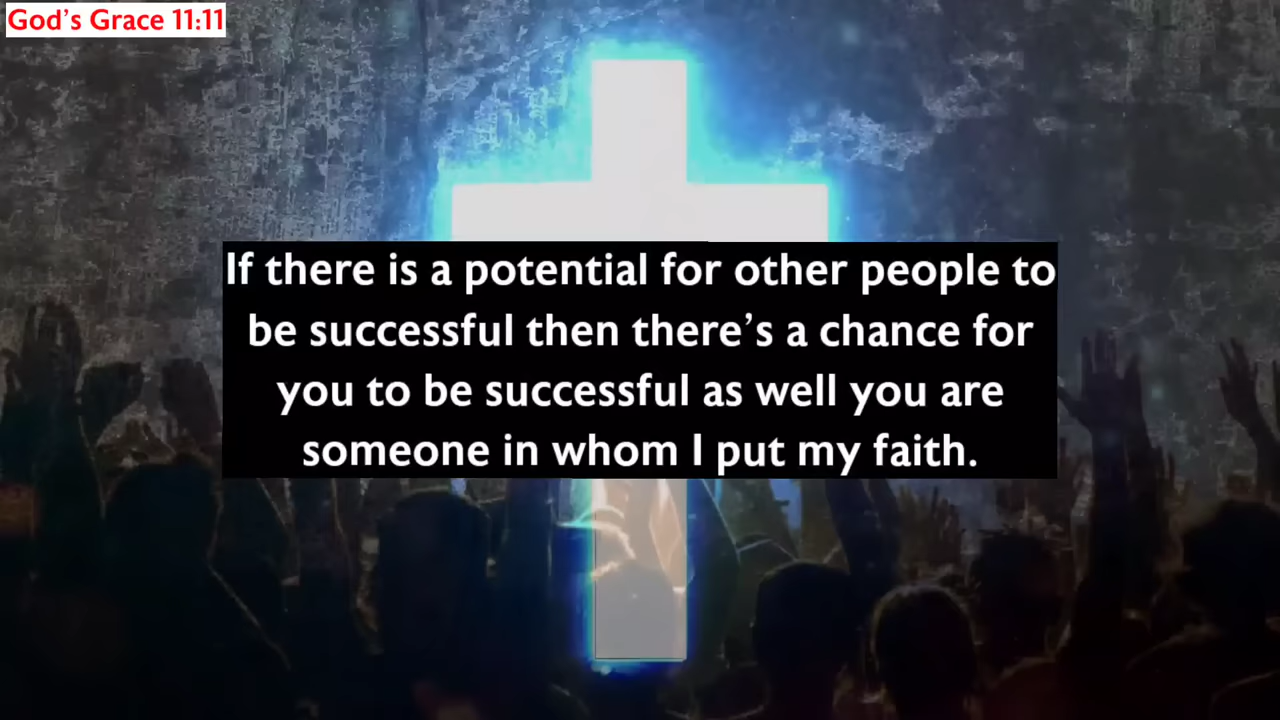 God’s Grace 11:11
If there is a potential for other people to
be successful then there’s a chance for
you to be successful as well you are
someone in whom I put my faith.